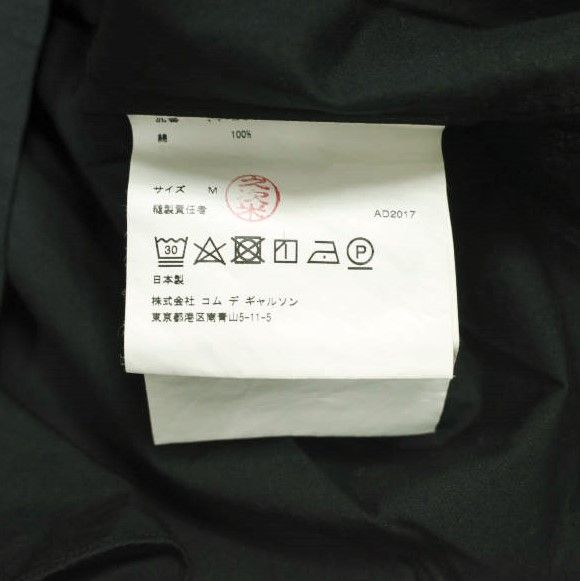 綿 100%
サイズ M
縫製責任者 AD2017
30 P
日本製
株式会社 コム デ ギャルソン
東京都港区南青山5-11-5